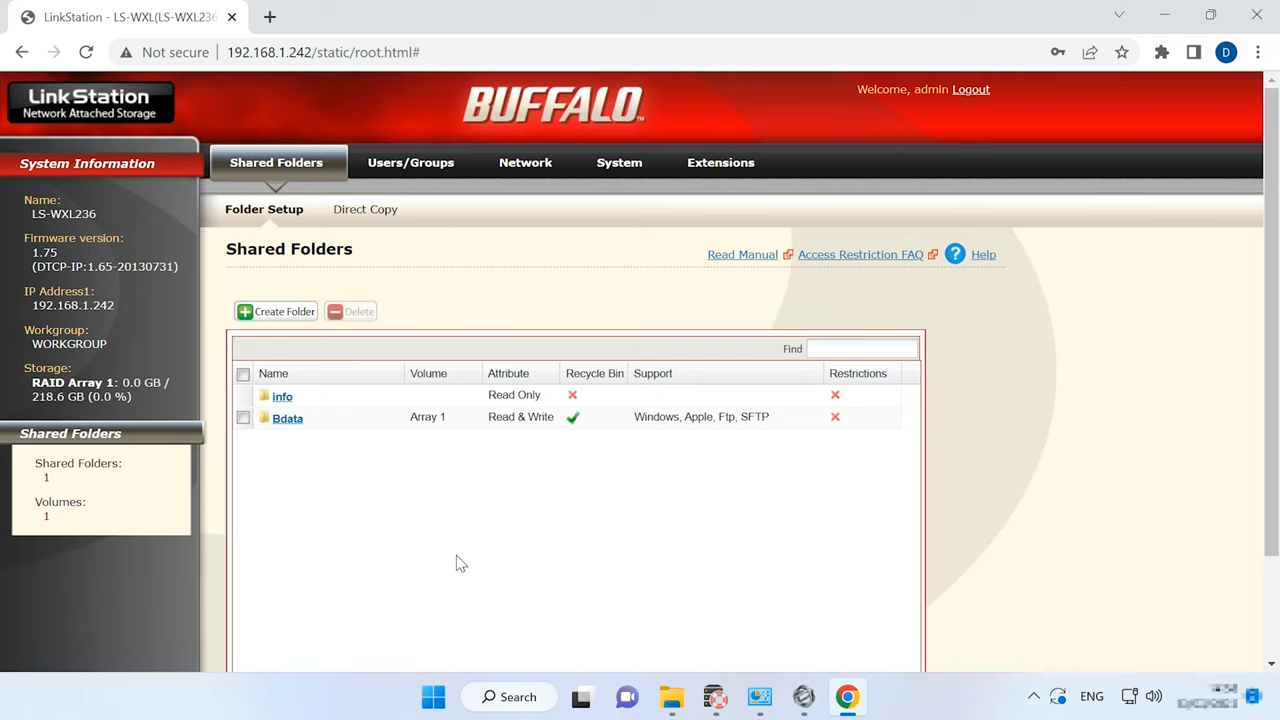 LinkStation - LS-WXL(LS-WXL236
Not secure
192.168.1.242/static/root.html#
D
LinkStation
Network Attached Storage
BUFFALO
Welcome, admin Logout
System Information
Shared Folders
Users/Groups
Network
System
Extensions
Name:
LS-WXL236
Firmware version:
1.75
(DTCP-IP:1.65-20130731)
IP Address1:
192.168.1.242
Workgroup:
WORKGROUP
Storage:
RAID Array 1: 0.0 GB /
218.6 GB (0.0 %)
Shared Folders
Shared Folders:
1
Volumes:
1
Folder Setup
Direct Copy
Shared Folders
Read Manual
Access Restriction FAQ
? Help
Create Folder
Delete
Find
Name Volume Attribute Recycle Bin Support Restrictions
info Read Only
Bdata Array 1 Read & Write Windows, Apple, Ftp, SFTP
Search
ENG